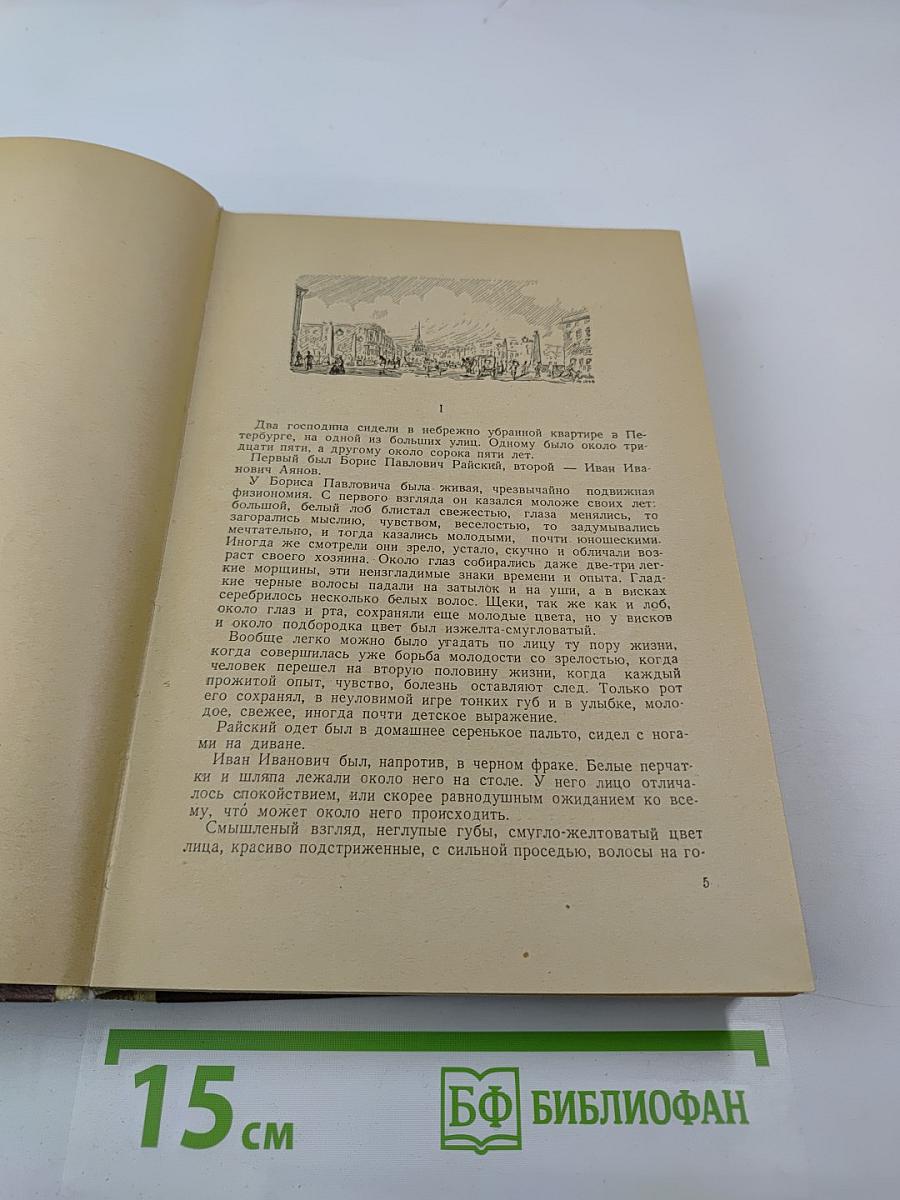 I
Два господина сидели в небрежно убранной квартире в Пе-
тербурге, на одной из больших улиц. Одному было около три-
дцати пяти, а другому около сорока пяти лет.
Первый был Борис Павлович Райский, второй — Иван Ива-
нович Аянов.
У Бориса Павловича была живая, чрезвычайно подвижная
физиономия. С первого взгляда он казался моложе своих лет:
большой, белый лоб блистал свежестью, глаза менялись, то
загорались мыслию, чувством, веселостью, то задумывались
мечтательно, и тогда казались молодыми, почти юношескими.
Иногда же смотрели они зрело, устало, скучно и обличали воз-
раст своего хозяина. Около глаз собирались даже две-три лег-
кие морщины, эти неизгладимые знаки времени и опыта. Глад-
кие черные волосы падали на затылок и на уши, а в висках
серебрилось несколько белых волос. Щеки, так же как и лоб,
около глаз и рта, сохраняли еще молодые цвета, но у висков
и около подбородка цвет был изжелта-смугловатый.
Вообще легко можно было угадать по лицу ту пору жизни,
когда совершилась уже борьба молодости со зрелостью, когда
человек перешел на вторую половину жизни, когда каждый
прожитой опыт, чувство, болезнь оставляют след. Только рот
его сохранял, в неуловимой игре тонких губ и в улыбке, моло-
дое, свежее, иногда почти детское выражение.
Райский одет был в домашнее серенькое пальто, сидел с нога-
ми на диване.
Иван Иванович был, напротив, в черном фраке. Белые перчат-
ки и шляпа лежали около него на столе. У него лицо отлича-
лось спокойствием, или скорее равнодушным ожиданием ко все-
му, что́ может около него происходить.
Смышленый взгляд, неглупые губы, смугло-желтоватый цвет
лица, красиво подстриженные, с сильной проседью, волосы на го-
5
15 см
БФ БИБЛИОФАН